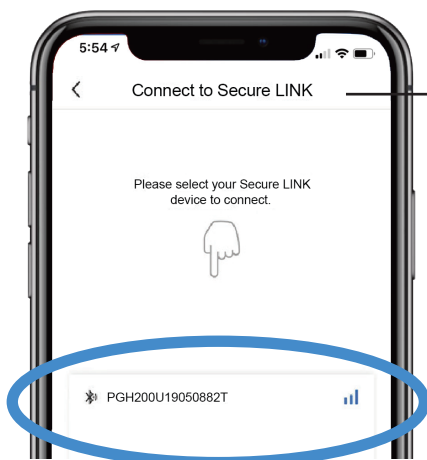 5:54
Connect to Secure LINK
Please select your Secure LINK
device to connect.
PGH200U19050882T